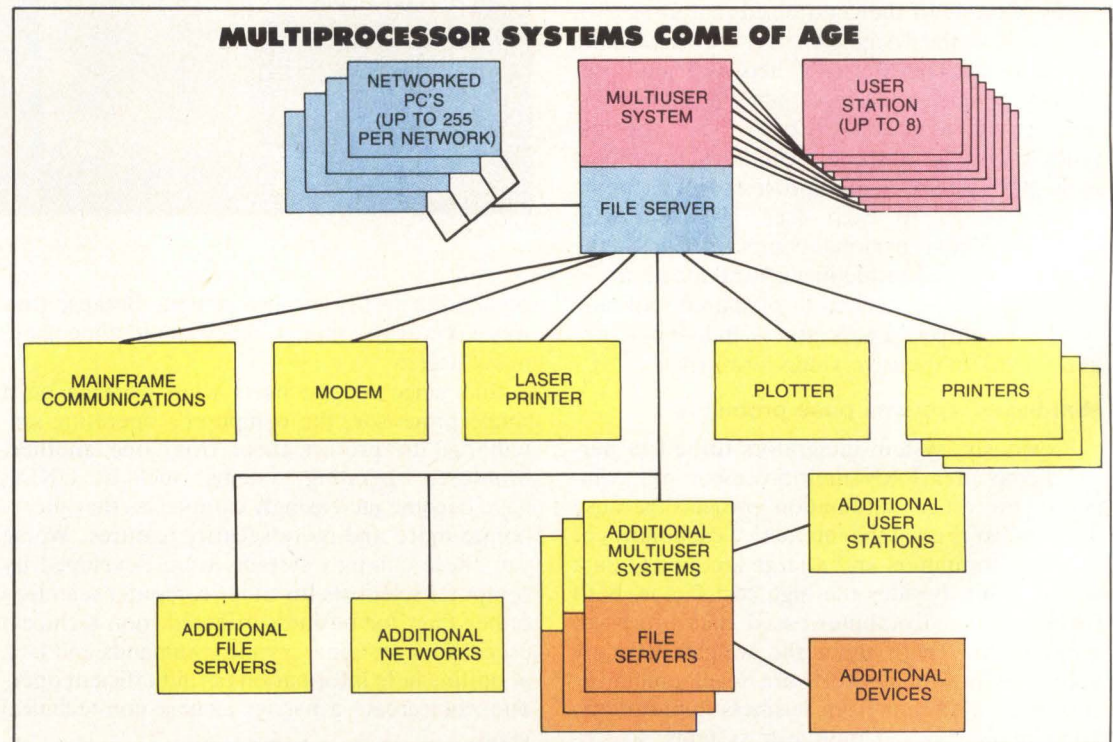 MULTIPROCESSOR SYSTEMS COME OF AGE
NETWORKED
PC'S
(UP TO 255
PER NETWORK)
MULTIUSER
SYSTEM
USER
STATION
(UP TO 8)
FILE SERVER
MAINFRAME
COMMUNICATIONS
MODEM
LASER
PRINTER
PLOTTER
PRINTERS
ADDITIONAL
FILE
SERVERS
ADDITIONAL
NETWORKS
ADDITIONAL
MULTIUSER
SYSTEMS
FILE
SERVERS
ADDITIONAL
USER
STATIONS
ADDITIONAL
DEVICES